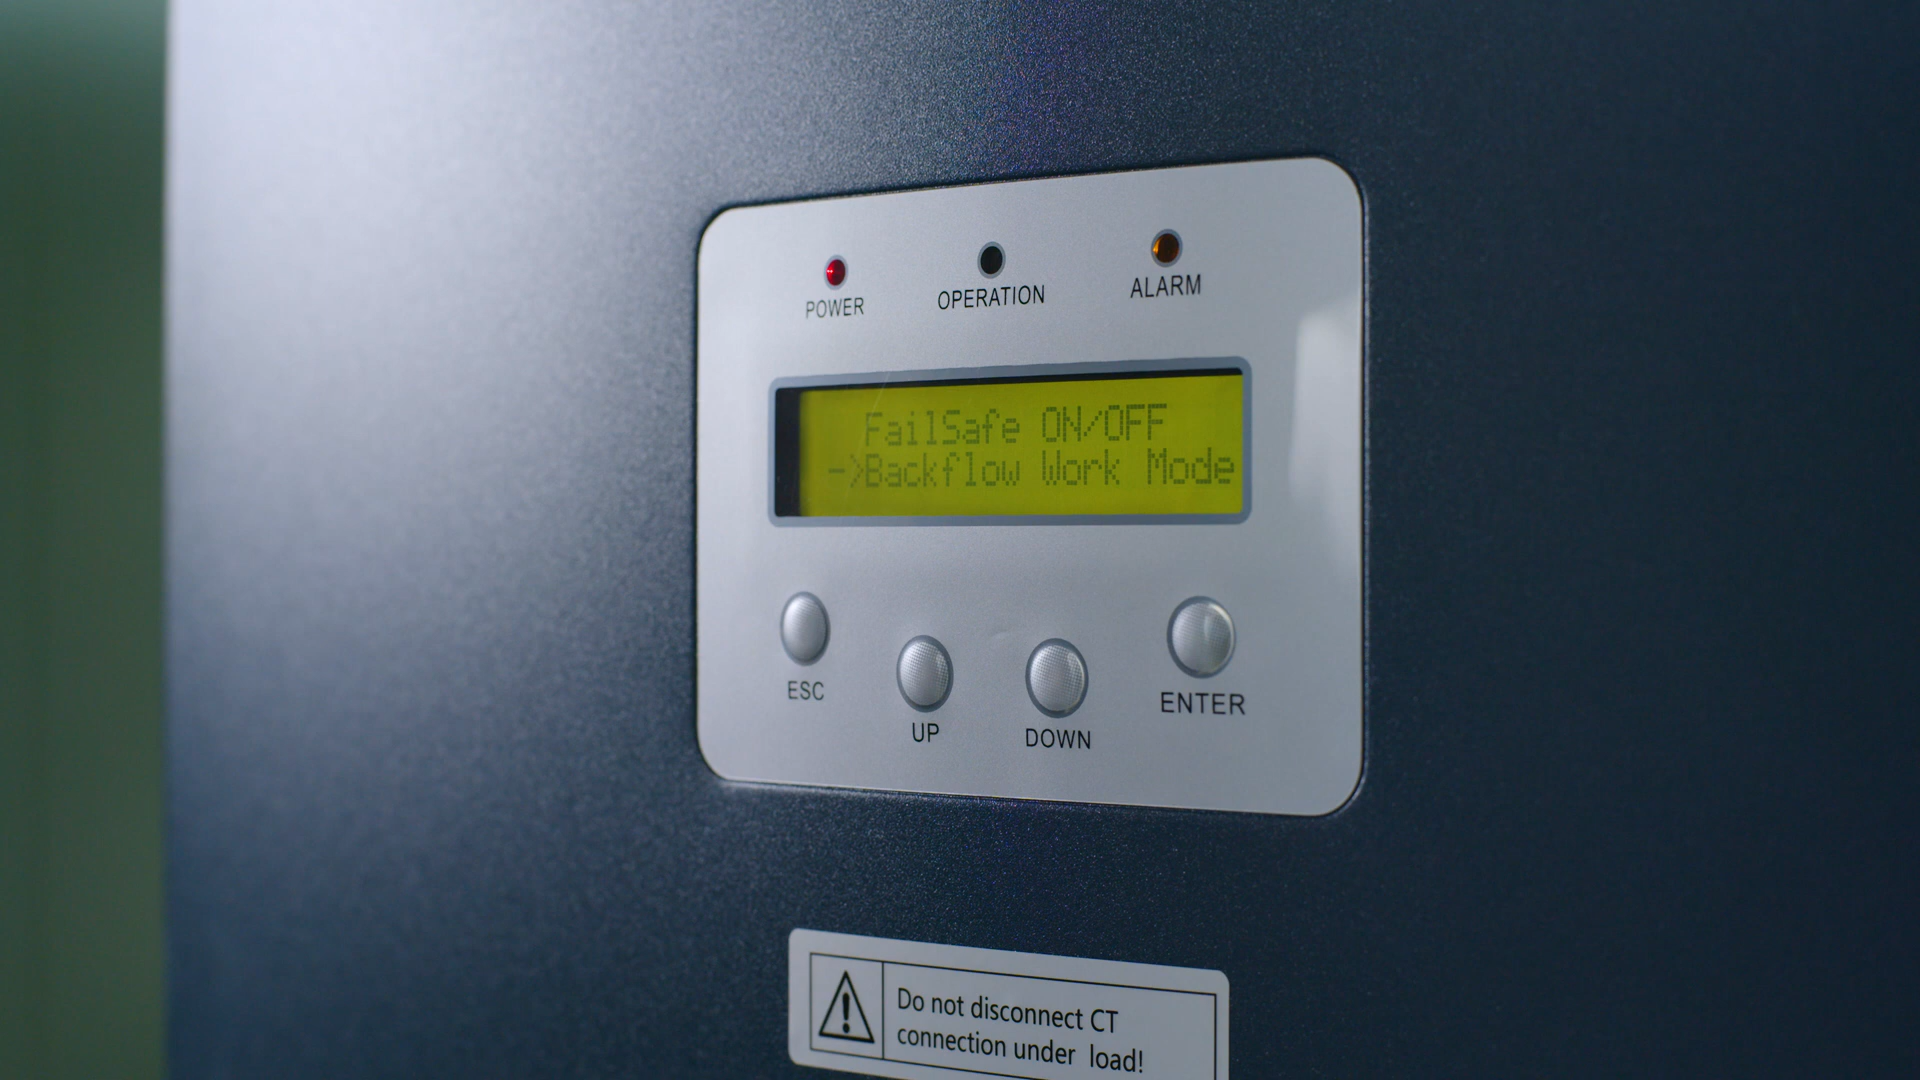 POWER OPERATION ALARM
FailSafe ON/OFF
->Backflow Work Mode
ESC UP DOWN ENTER
Do not disconnect CT
connection under load!